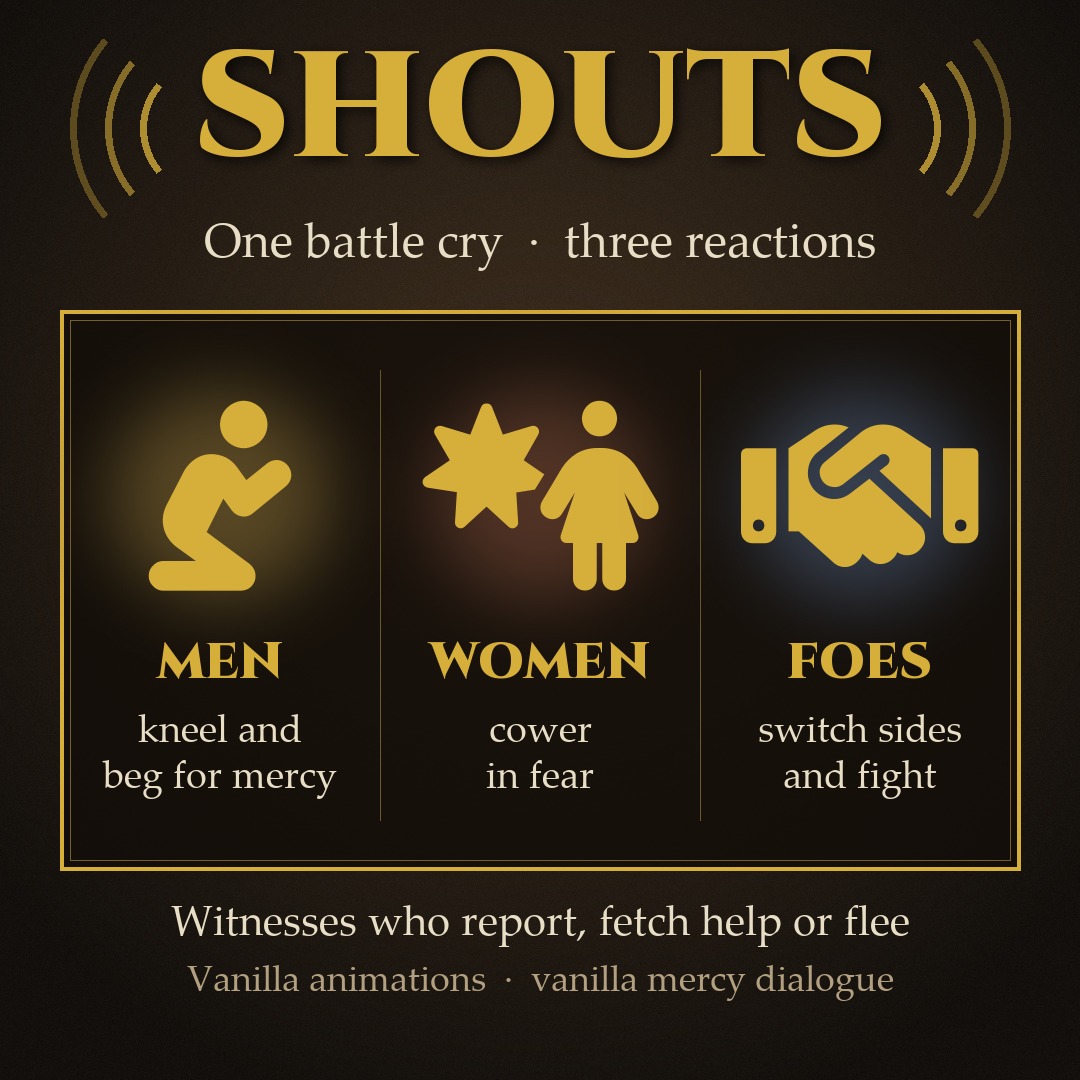 SHOUTS
One battle cry · three reactions
MEN
kneel and
beg for mercy
WOMEN
cower
in fear
FOES
switch sides
and fight
Witnesses who report, fetch help or flee
Vanilla animations · vanilla mercy dialogue